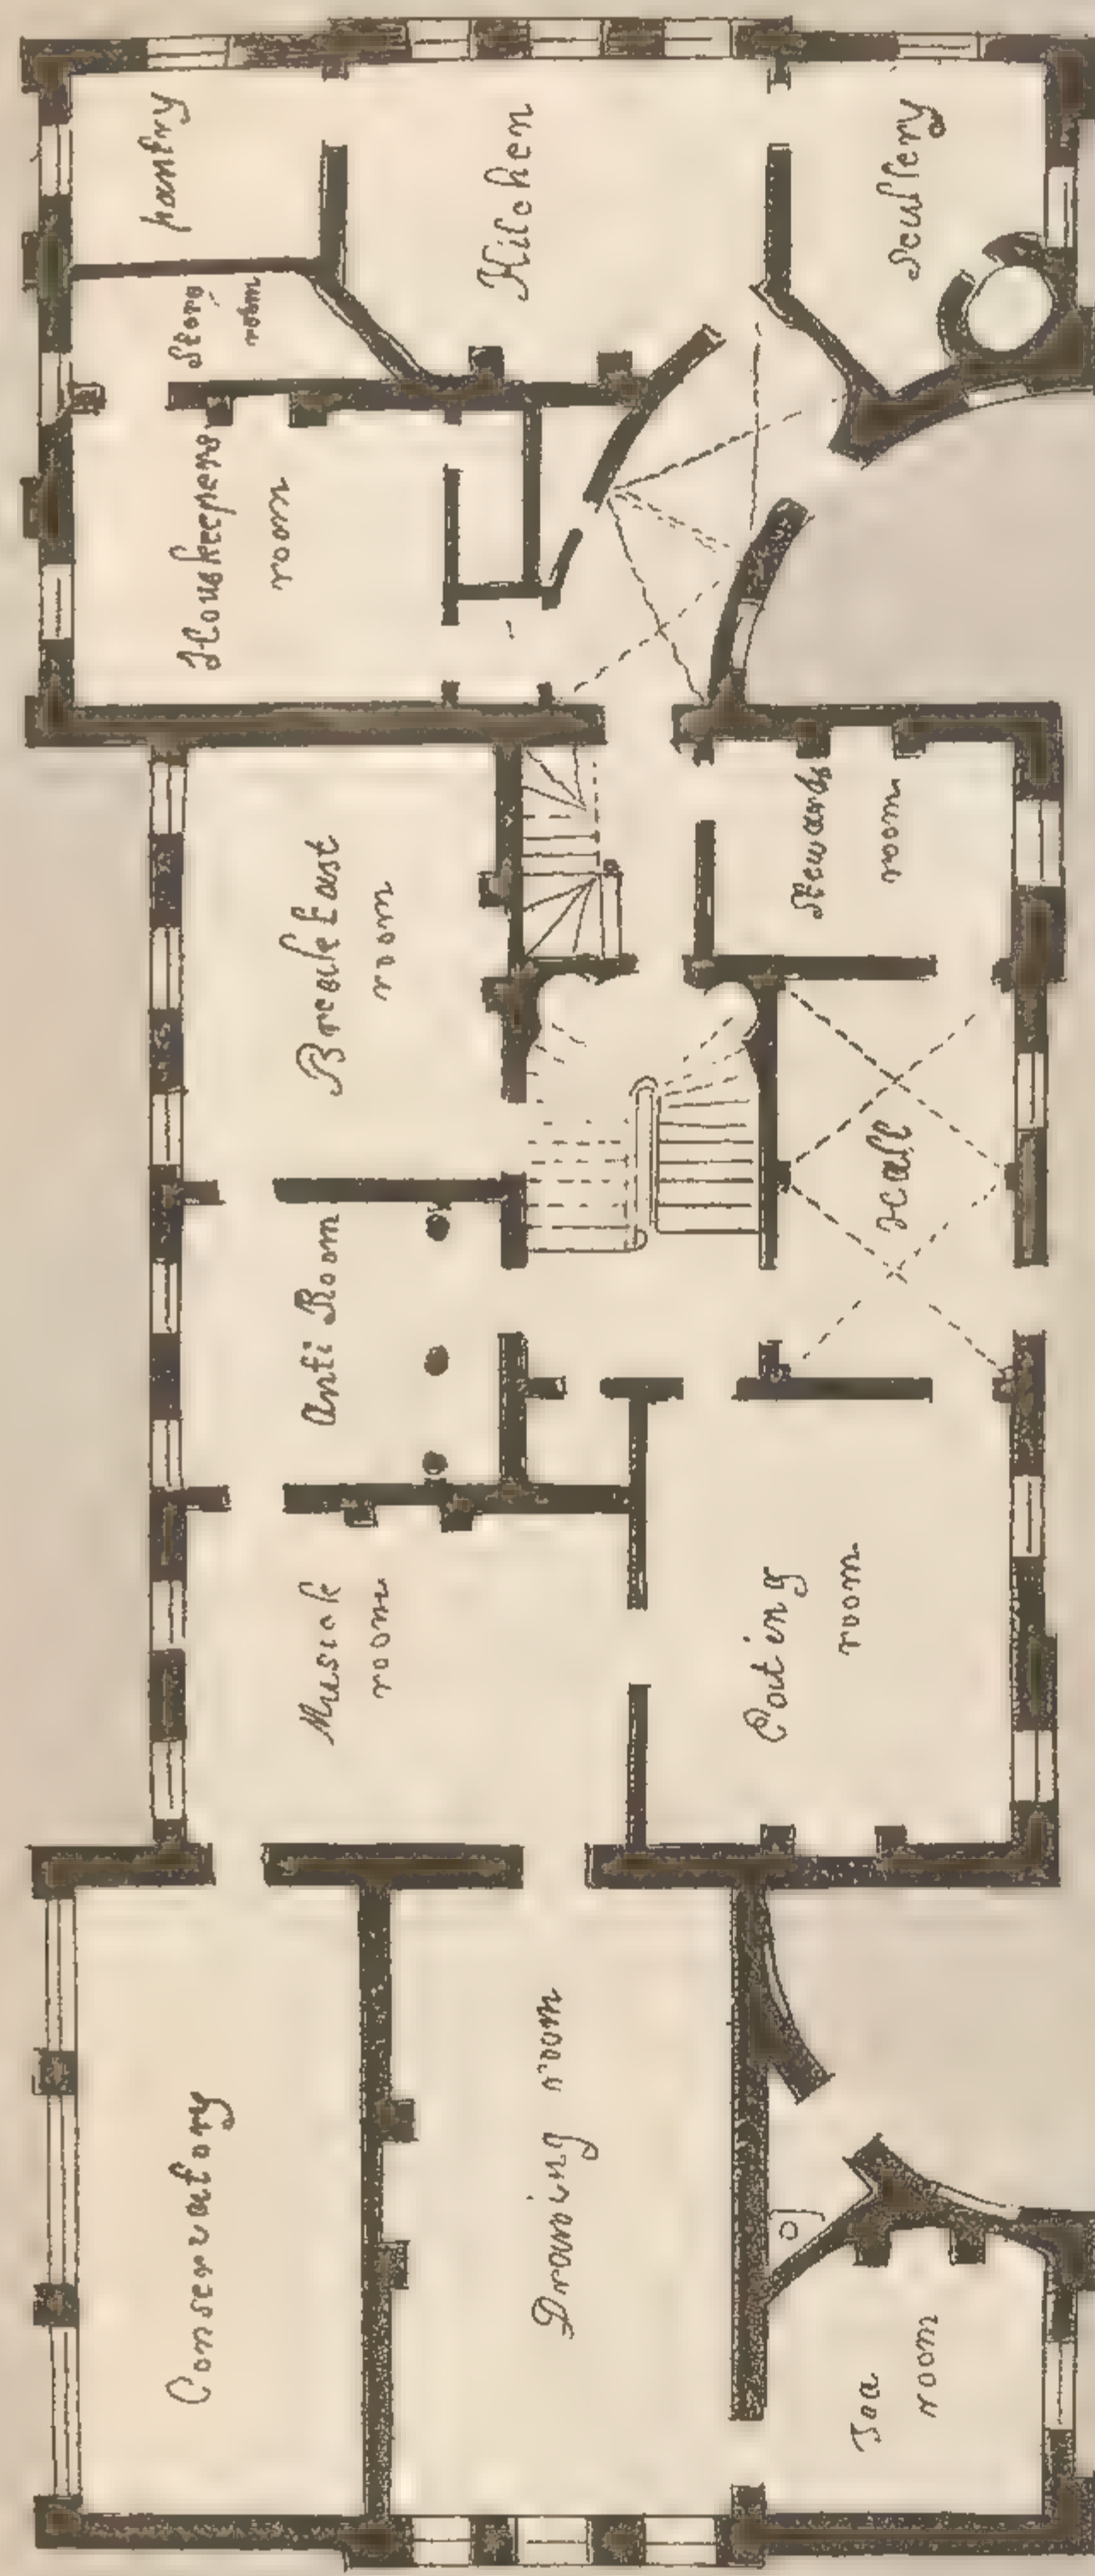 Conservatory
Musick
room
Anti Room
Breakfast
room
Houskeepers
room
Store
room
pantry
Drawing room
Kitchen
Tea
room
Eating
room
Hall
Stewards
room
Scullery